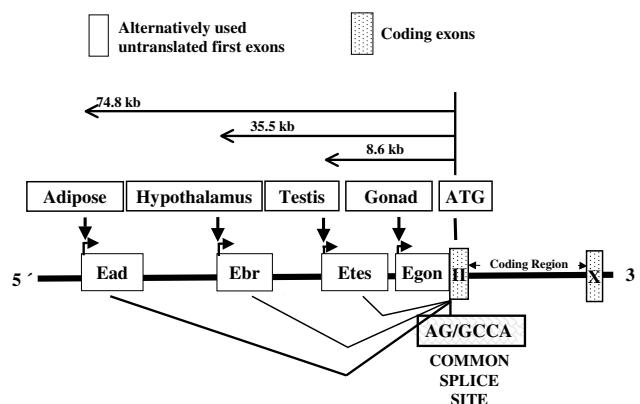 Alternatively used
untranslated first exons
Coding exons
74.8 kb
35.5 kb
8.6 kb
Adipose
Hypothalamus
Testis
Gonad
ATG
5 ´
Ead
Ebr
Etes
Egon
II
Coding Region
X
3
AG/GCCA
COMMON
SPLICE
SITE